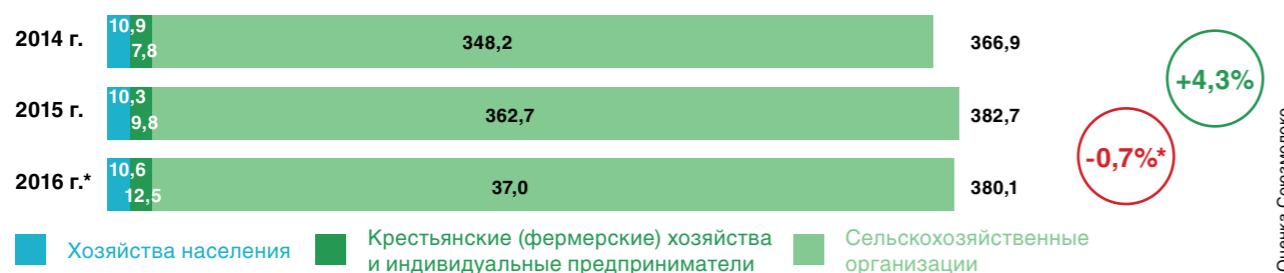 10,9
2014 г.
7,8
348,2
366,9
+4,3%
10,3
2015 г.
9,8
362,7
382,7
-0,7%*
10,6
2016 г.*
12,5
37,0
380,1
Хозяйства населения
Крестьянские (фермерские) хозяйства
и индивидуальные предприниматели
Сельскохозяйственные
организации
Оценка Союзмолоко